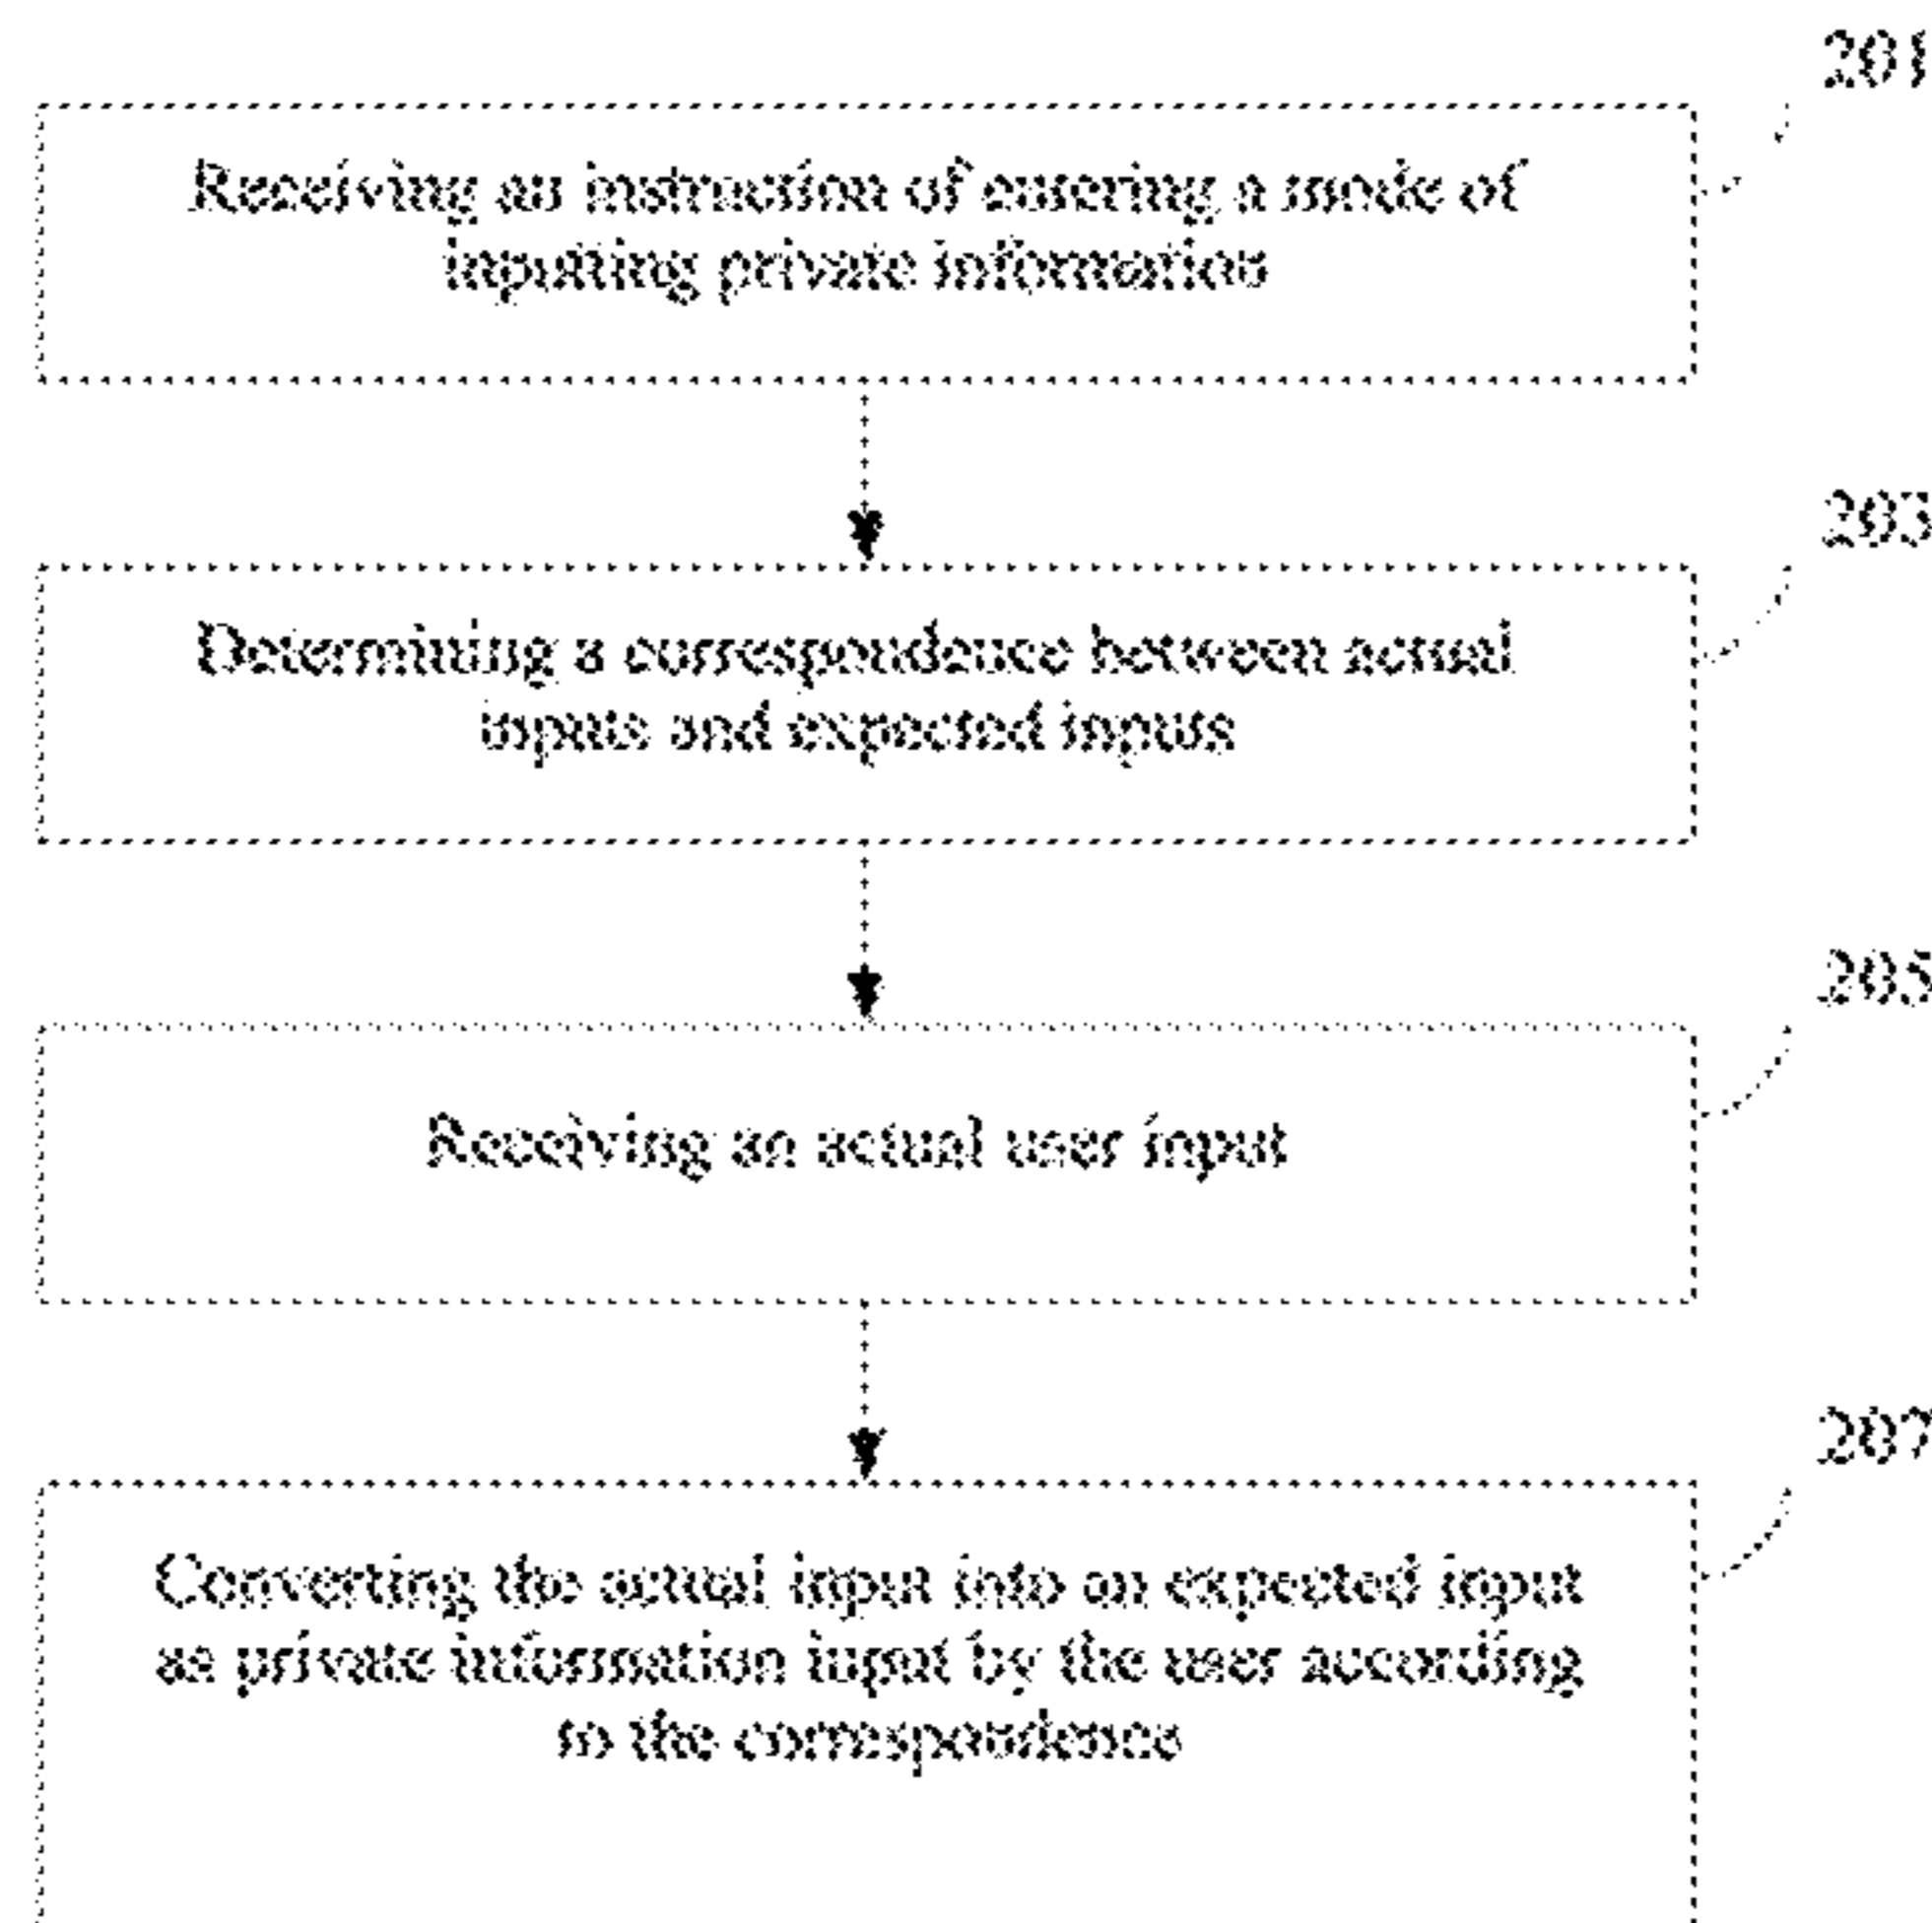 201
Receiving an instruction of entering a mode of
inputting private information
203
Determining a correspondence between actual
inputs and expected inputs
205
Receiving an actual user input
207
Converting the actual input into an expected input
as private information input by the user according
to the correspondence